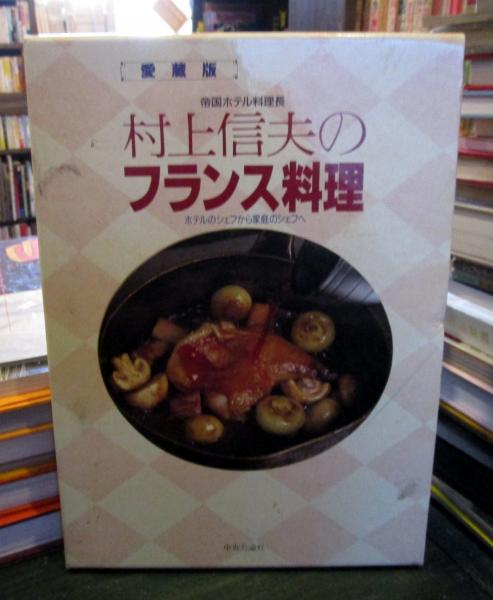 愛蔵版
帝国ホテル料理長
村上信夫の
フランス料理
ホテルのシェフから家庭のシェフへ
中央公論社